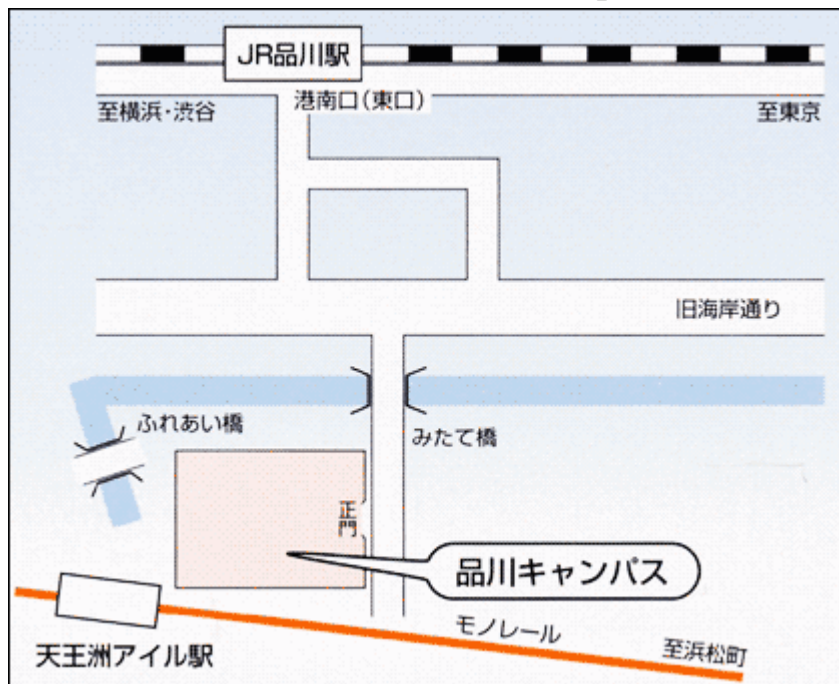 JR品川駅
港南口(東口)
至横浜・渋谷
至東京
旧海岸通り
ふれあい橋
みたて橋
正門
品川キャンパス
モノレール
至浜松町
天王洲アイル駅